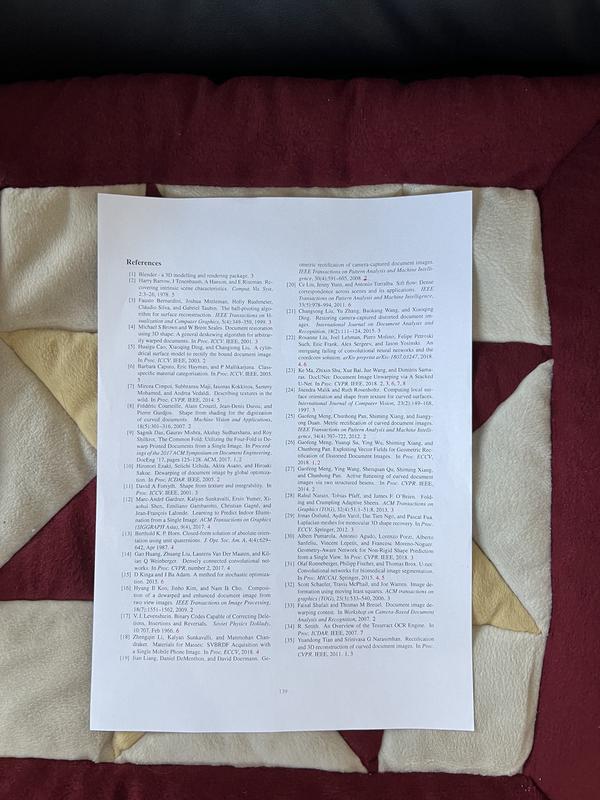 References
[1] Blender - a 3D modelling and rendering package. 3
[2] Harry Barrow, J Tenenbaum, A Hanson, and E Riseman. Recovering intrinsic scene characteristics. Comput. Vis. Syst, 2:3–26, 1978. 5
[3] Fausto Bernardini, Joshua Mittleman, Holly Rushmeier, Cláudio Silva, and Gabriel Taubin. The ball-pivoting algorithm for surface reconstruction. IEEE Transactions on Visualization and Computer Graphics, 5:349–359, 1999. 3
[4] Michael S Brown and W Brent Seales. Document restoration using 3D shape: A general deskewing algorithm for arbitrarily warped documents. In Proc. ICCV. IEEE, 2001. 3
[5] Huaigu Cao, Xiaoqing Ding, and Changsong Liu. A cylindrical surface model to rectify the bound document image. In Proc. ICCV. IEEE, 2003. 2
[6] Barbara Caputo, Eric Hayman, and P Mallikarjuna. Class-specific material categorisation. In Proc. ICCV. IEEE, 2005.
[7] Mircea Cimpoi, Subhransu Maji, Iasonas Kokkinos, Sammy Mohamed, and Andrea Vedaldi. Describing textures in the wild. In Proc. CVPR. IEEE, 2014. 5
[8] Frédéric Courteille, Alain Crouzil, Jean-Denis Durou, and Pierre Gurdjos. Shape from shading for the digitization of curved documents. Machine Vision and Applications, 18(5):301–316, 2007. 2
[9] Sagnik Das, Gaurav Mishra, Akshay Sudharshana, and Roy Shilkrot. The Common Fold: Utilizing the Four-Fold to Dewarp Printed Documents from a Single Image. In Proceedings of the 2017 ACM Symposium on Document Engineering, DocEng '17, pages 125–128. ACM, 2017. 1, 2
[10] Hironori Ezaki, Seiichi Uchida, Akira Asano, and Hiroaki Sakoe. Dewarping of document image by global optimization. In Proc. ICDAR. IEEE, 2005. 2
[11] David A Forsyth. Shape from texture and integrability. In Proc. ICCV. IEEE, 2001. 3
[12] Marc-André Gardner, Kalyan Sunkavalli, Ersin Yumer, Xiaohui Shen, Emiliano Gambaretto, Christian Gagné, and Jean-François Lalonde. Learning to Predict Indoor Illumination from a Single Image. ACM Transactions on Graphics (SIGGRAPH Asia), 9(4), 2017. 4
[13] Berthold K. P. Horn. Closed-form solution of absolute orientation using unit quaternions. J. Opt. Soc. Am. A, 4(4):629–642, Apr 1987. 4
[14] Gao Huang, Zhuang Liu, Laurens Van Der Maaten, and Kilian Q Weinberger. Densely connected convolutional networks. In Proc. CVPR, number 2, 2017. 4
[15] D Kinga and J Ba Adam. A method for stochastic optimization. 2015. 6
[16] Hyung Il Koo, Jinho Kim, and Nam Ik Cho. Composition of a dewarped and enhanced document image from two view images. IEEE Transactions on Image Processing, 18(7):1551–1562, 2009. 2
[17] V. I. Levenshtein. Binary Codes Capable of Correcting Deletions, Insertions and Reversals. Soviet Physics Doklady, 10:707, Feb 1966. 6
[18] Zhengqin Li, Kalyan Sunkavalli, and Manmohan Chandraker. Materials for Masses: SVBRDF Acquisition with a Single Mobile Phone Image. In Proc. ECCV, 2018. 4
[19] Jian Liang, Daniel DeMenthon, and David Doermann. Geometric rectification of camera-captured document images. IEEE Transactions on Pattern Analysis and Machine Intelligence, 30(4):591–605, 2008. 2
[20] Ce Liu, Jenny Yuen, and Antonio Torralba. Sift flow: Dense correspondence across scenes and its applications. IEEE Transactions on Pattern Analysis and Machine Intelligence, 33(5):978–994, 2011. 6
[21] Changsong Liu, Yu Zhang, Baokang Wang, and Xiaoqing Ding. Restoring camera-captured distorted document images. International Journal on Document Analysis and Recognition, 18(2):111–124, 2015. 3
[22] Rosanne Liu, Joel Lehman, Piero Molino, Felipe Petroski Such, Eric Frank, Alex Sergeev, and Jason Yosinski. An intriguing failing of convolutional neural networks and the coordconv solution. arXiv preprint arXiv:1807.03247, 2018. 4, 6
[23] Ke Ma, Zhixin Shu, Xue Bai, Jue Wang, and Dimitris Samaras. DocUNet: Document Image Unwarping via A Stacked U-Net. In Proc. CVPR. IEEE, 2018. 2, 3, 6, 7, 8
[24] Jitendra Malik and Ruth Rosenholtz. Computing local surface orientation and shape from texture for curved surfaces. International Journal of Computer Vision, 23(2):149–168, 1997. 3
[25] Gaofeng Meng, Chunhong Pan, Shiming Xiang, and Jiangyong Duan. Metric rectification of curved document images. IEEE Transactions on Pattern Analysis and Machine Intelligence, 34(4):707–722, 2012. 2
[26] Gaofeng Meng, Yuanqi Su, Ying Wu, Shiming Xiang, and Chunhong Pan. Exploiting Vector Fields for Geometric Rectification of Distorted Document Images. In Proc. ECCV, 2018. 1, 2
[27] Gaofeng Meng, Ying Wang, Shenquan Qu, Shiming Xiang, and Chunhong Pan. Active flattening of curved document images via two structured beams. In Proc. CVPR. IEEE, 2014. 2
[28] Rahul Narain, Tobias Pfaff, and James F. O'Brien. Folding and Crumpling Adaptive Sheets. ACM Transactions on Graphics (TOG), 32(4):51:1–51:8, 2013. 3
[29] Jonas Östlund, Aydin Varol, Dat Tien Ngo, and Pascal Fua. Laplacian meshes for monocular 3D shape recovery. In Proc. ECCV. Springer, 2012. 3
[30] Albert Pumarola, Antonio Agudo, Lorenzo Porzi, Alberto Sanfeliu, Vincent Lepetit, and Francesc Moreno-Noguer. Geometry-Aware Network for Non-Rigid Shape Prediction from a Single View. In Proc. CVPR. IEEE, 2018. 3
[31] Olaf Ronneberger, Philipp Fischer, and Thomas Brox. U-net: Convolutional networks for biomedical image segmentation. In Proc. MICCAI. Springer, 2015. 4, 5
[32] Scott Schaefer, Travis McPhail, and Joe Warren. Image deformation using moving least squares. ACM transactions on graphics (TOG), 25(3):533–540, 2006. 3
[33] Faisal Shafait and Thomas M Breuel. Document image dewarping contest. In Workshop on Camera-Based Document Analysis and Recognition, 2007. 2
[34] R. Smith. An Overview of the Tesseract OCR Engine. In Proc. ICDAR. IEEE, 2007. 7
[35] Yuandong Tian and Srinivasa G Narasimhan. Rectification and 3D reconstruction of curved document images. In Proc. CVPR. IEEE, 2011. 1, 3
139